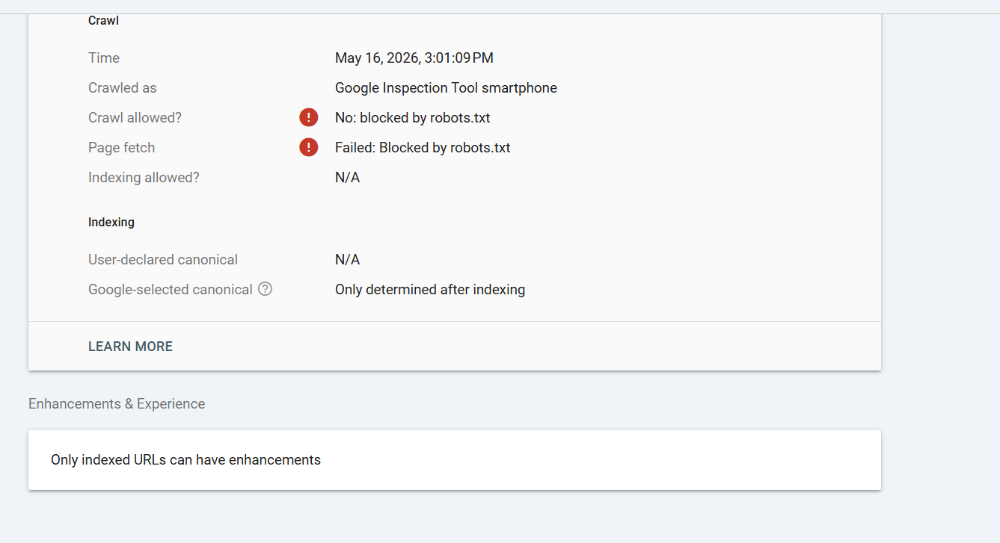 Crawl
Time May 16, 2026, 3:01:09 PM
Crawled as Google Inspection Tool smartphone
Crawl allowed? No: blocked by robots.txt
Page fetch Failed: Blocked by robots.txt
Indexing allowed? N/A
Indexing
User-declared canonical N/A
Google-selected canonical Only determined after indexing
LEARN MORE
Enhancements & Experience
Only indexed URLs can have enhancements